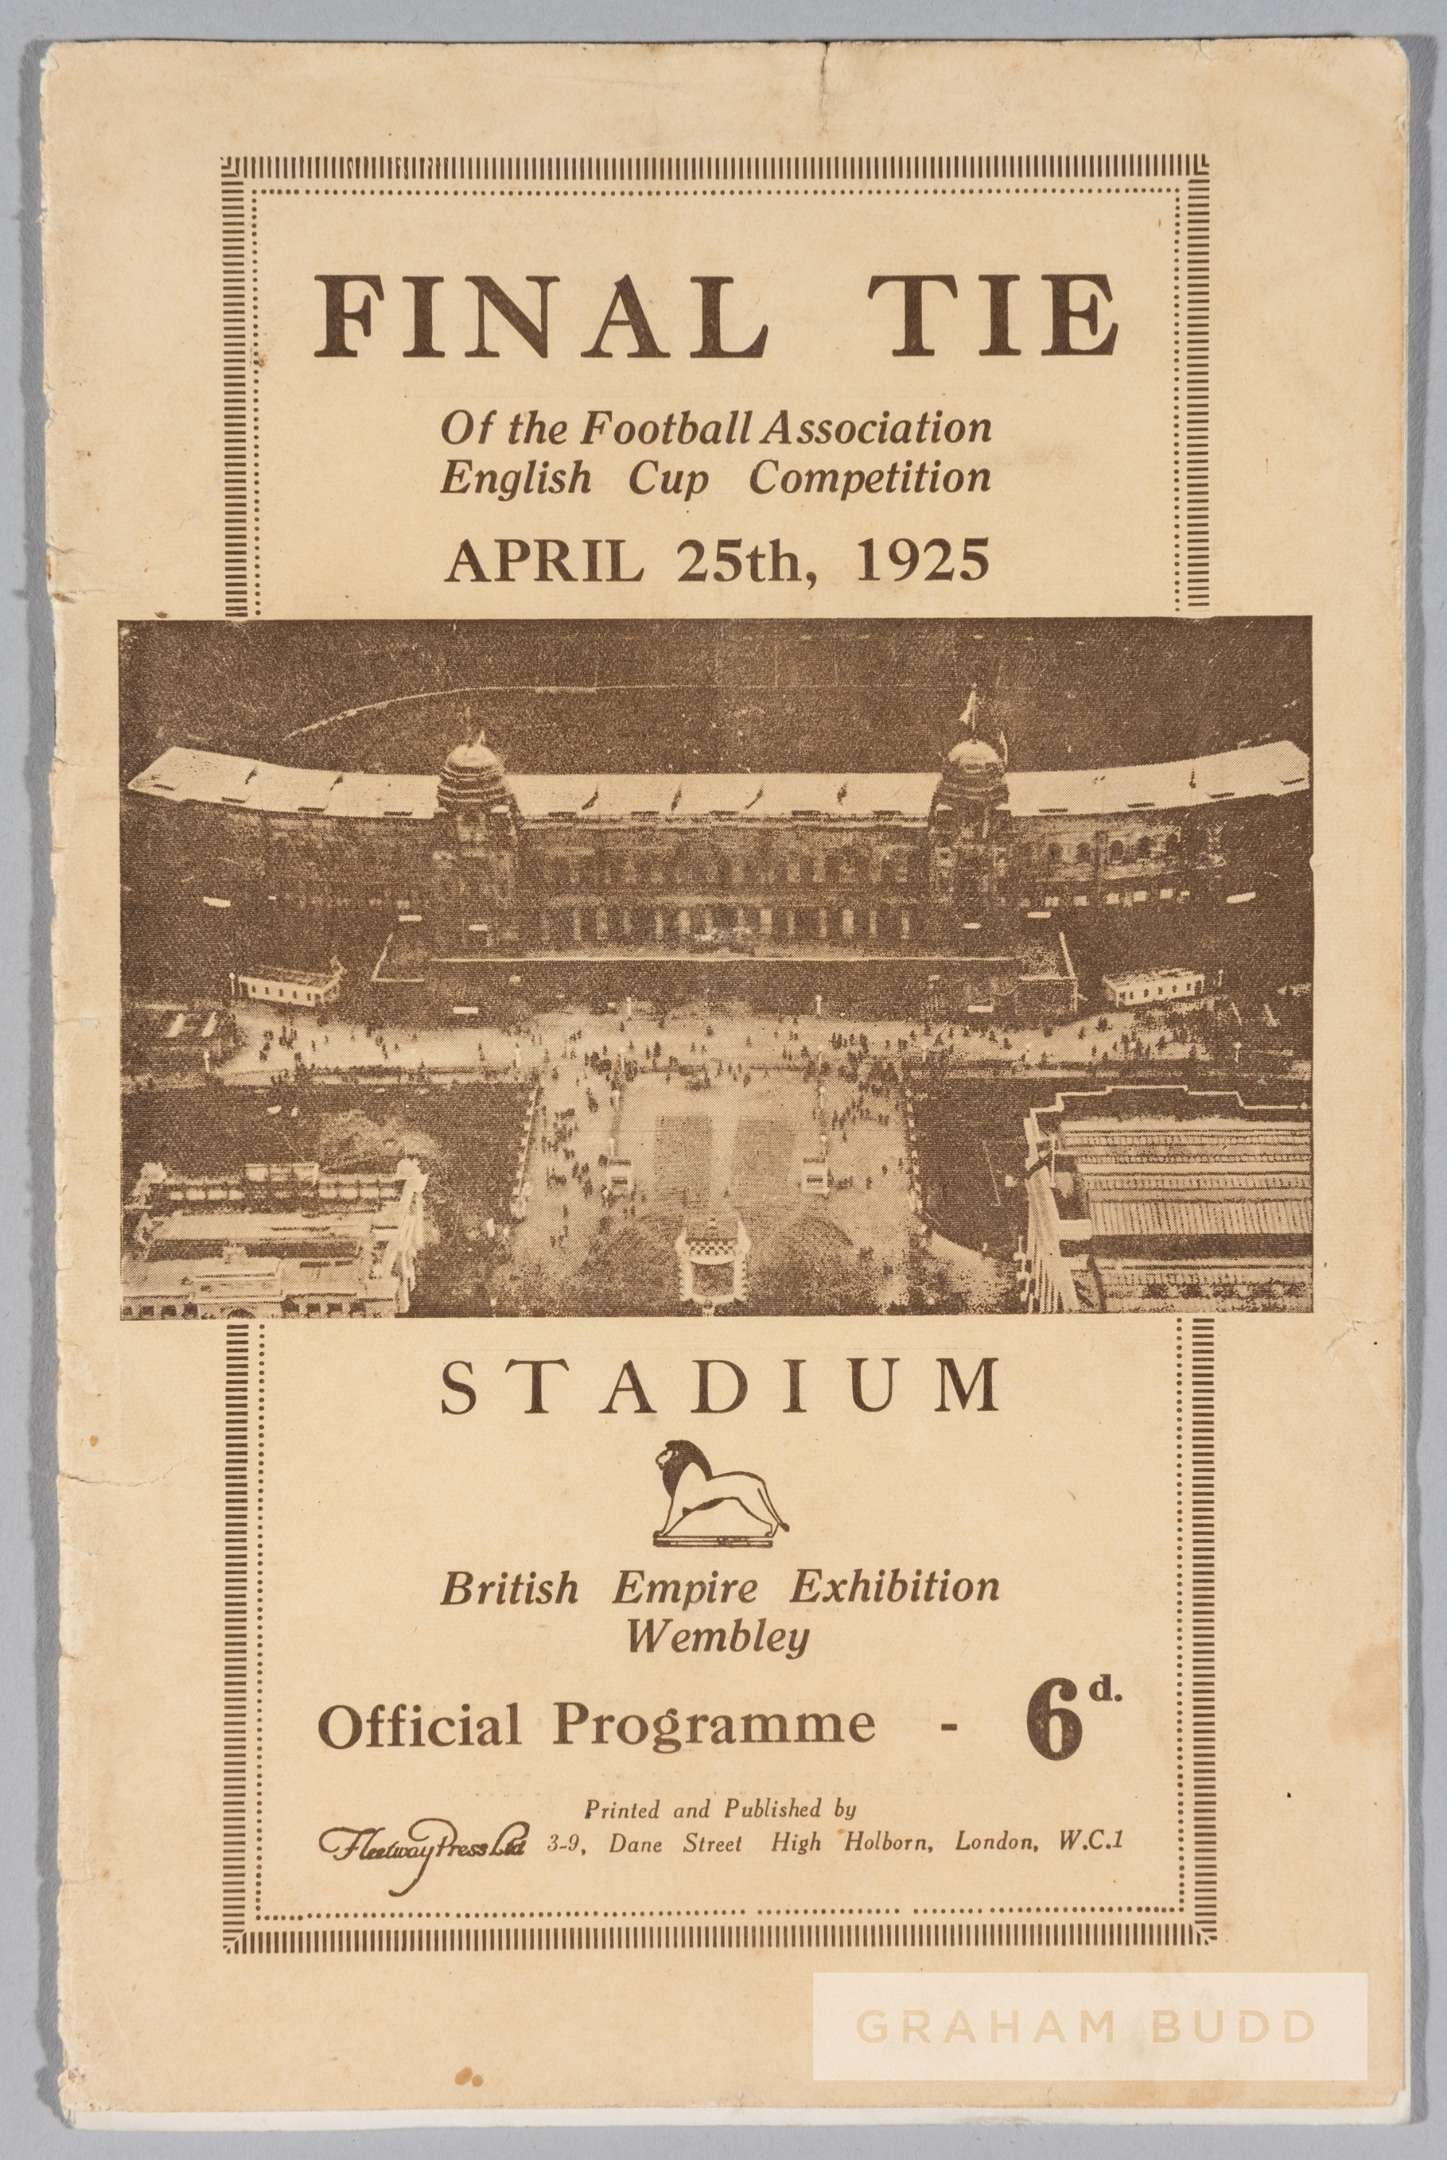 FINAL TIE
Of the Football Association
English Cup Competition
APRIL 25th, 1925
STADIUM
British Empire Exhibition
Wembley
Official Programme - 6d.
Printed and Published by
Fleetway Press Ltd 3-9, Dane Street High Holborn, London, W.C.1
GRAHAM BUDD